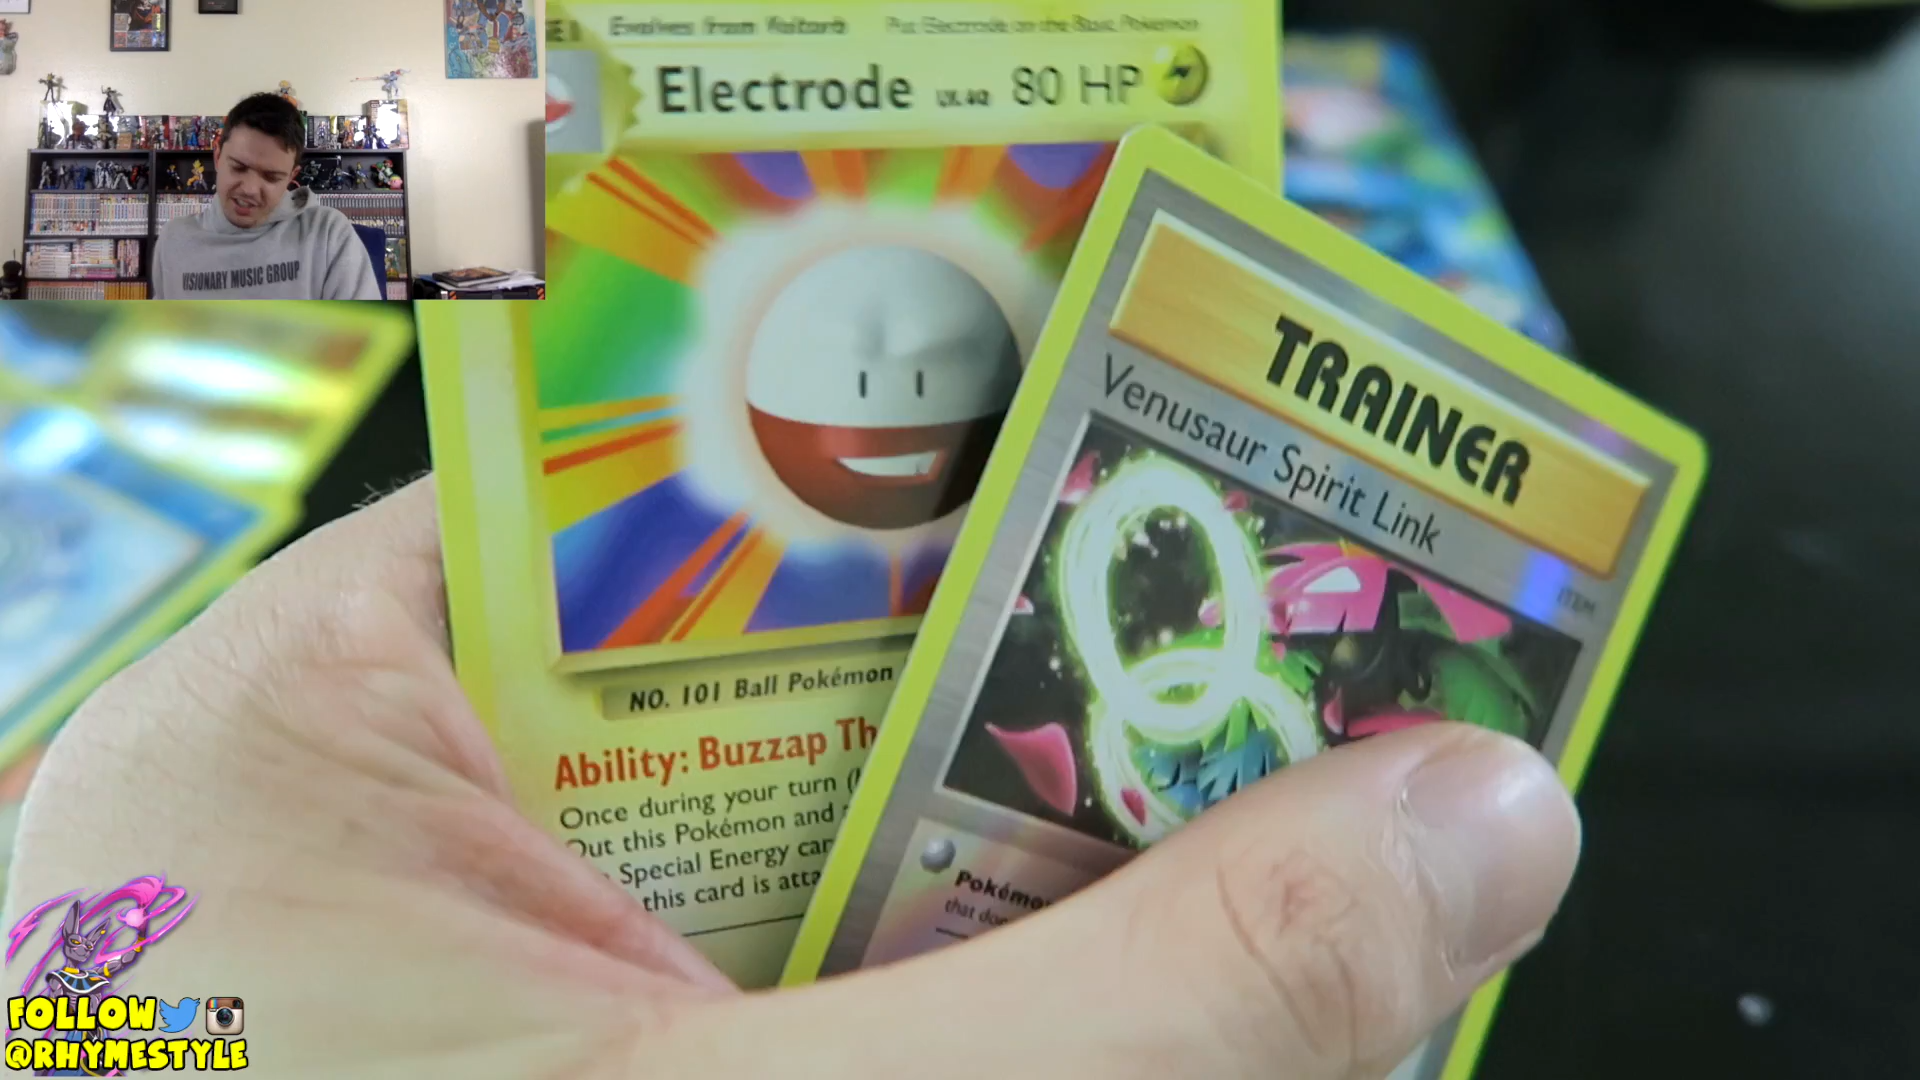 VISIONARY MUSIC GROUP
Evolves from Voltorb Put Electrode on the Basic Pokémon
Electrode LV.40 80 HP
NO. 101 Ball Pokémon
Ability: Buzzap Th
Once during your turn
Out this Pokémon and
Special Energy car
this card is atta
TRAINER
Venusaur Spirit Link
ITEM
Pokémo
that do
FOLLOW
@RHYMESTYLE